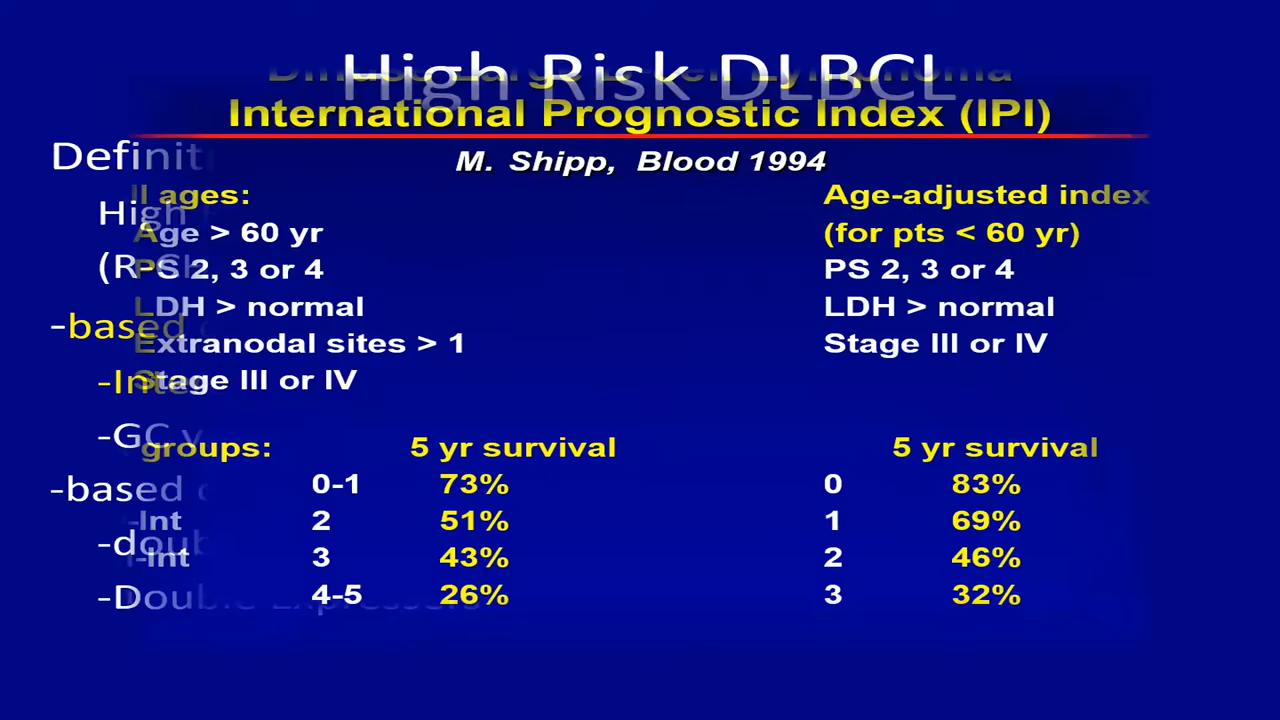 High Risk DLBCL
International Prognostic Index (IPI)
M. Shipp, Blood 1994
ages: Age-adjusted index
Age > 60 yr (for pts < 60 yr)
PS 2, 3 or 4 PS 2, 3 or 4
LDH > normal LDH > normal
Extranodal sites > 1 Stage III or IV
Stage III or IV
groups: 5 yr survival 5 yr survival
0-1 73% 0 83%
-Int 2 51% 1 69%
-Int 3 43% 2 46%
4-5 26% 3 32%
High
-based
-GC
-based
-Double Expressers